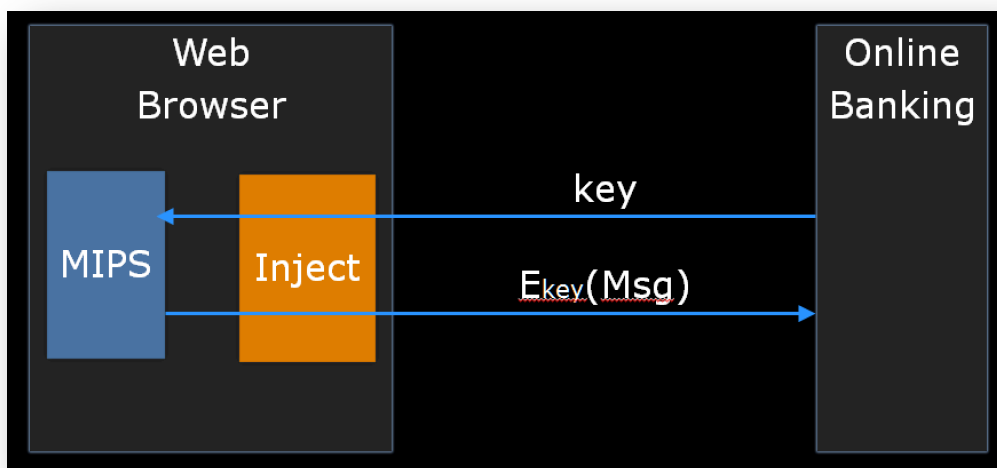 Web
Browser
Online
Banking
key
MIPS
Inject
Ekey(Msg)